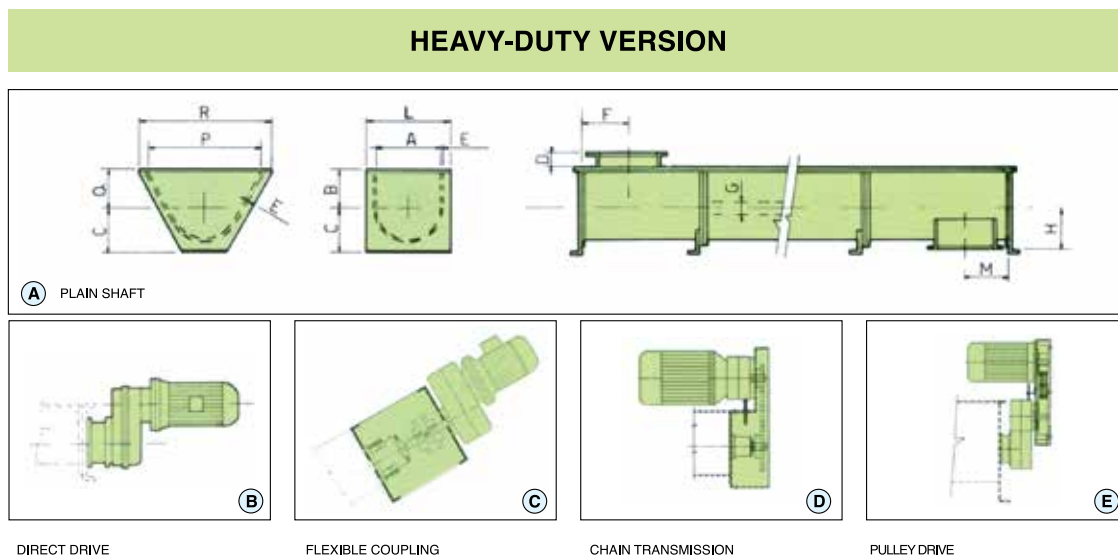 HEAVY-DUTY VERSION
R
P
Q
C
E
L
A
E
B
C
F
D
G
H
M
A PLAIN SHAFT
B
C
D
E
DIRECT DRIVE
FLEXIBLE COUPLING
CHAIN TRANSMISSION
PULLEY DRIVE